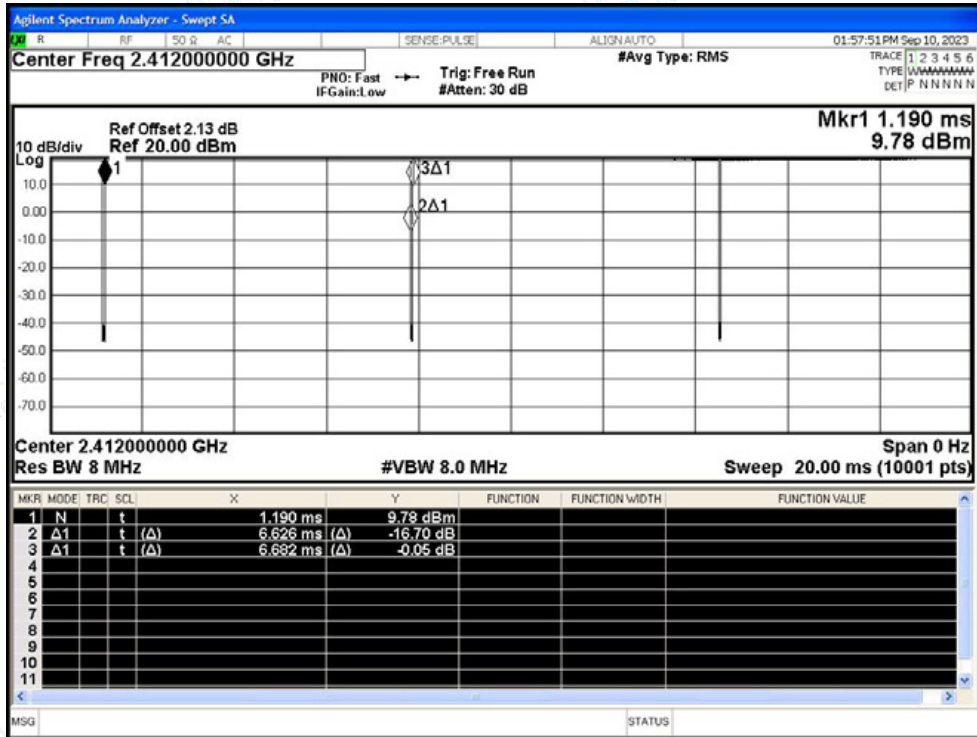 Agilent Spectrum Analyzer - Swept SA
LXI R RF 50 Ω AC SENSE:PULSE ALIGN AUTO 01:57:51 PM Sep 10, 2023
Center Freq 2.412000000 GHz #Avg Type: RMS TRACE 1 2 3 4 5 6
PNO: Fast Trig: Free Run TYPE
IFGain:Low #Atten: 30 dB DET P N N N N N
Mkr1 1.190 ms
Ref Offset 2.13 dB
10 dB/div Ref 20.00 dBm 9.78 dBm
Log
1 3Δ1
10.0
0.00 2Δ1
-10.0
-20.0
-30.0
-40.0
-50.0
-60.0
-70.0
Center 2.412000000 GHz Span 0 Hz
Res BW 8 MHz #VBW 8.0 MHz Sweep 20.00 ms (10001 pts)
MKR MODE TRC SCL X Y FUNCTION FUNCTION WIDTH FUNCTION VALUE
1 N t 1.190 ms 9.78 dBm
2 Δ1 t (Δ) 6.626 ms (Δ) -16.70 dB
3 Δ1 t (Δ) 6.682 ms (Δ) -0.05 dB
4
5
6
7
8
9
10
11
MSG STATUS